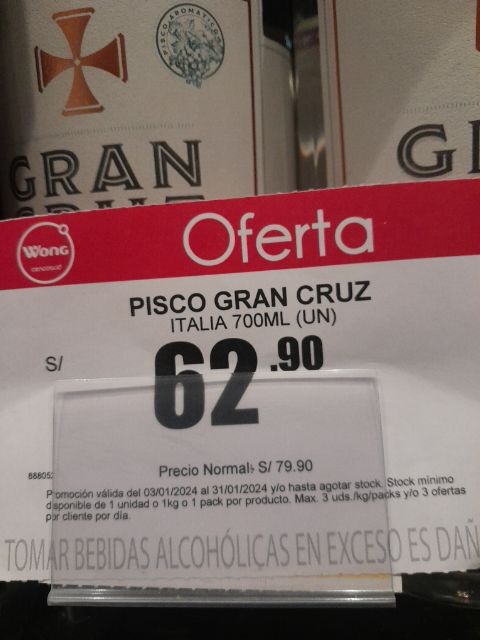 PISCO AROMÁTICO
GRAN
Wong
cencosud
Oferta
PISCO GRAN CRUZ
ITALIA 700ML (UN)
S/
62.90
Precio Normal: S/ 79.90
Promoción válida del 03/01/2024 al 31/01/2024 y/o hasta agotar stock. Stock mínimo
disponible de 1 unidad o 1kg o 1 pack por producto. Max. 3 uds./kg/packs y/o 3 ofertas
por cliente por día.
TOMAR BEBIDAS ALCOHÓLICAS EN EXCESO ES DAÑ